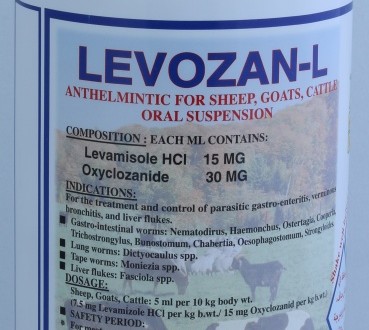 LEVOZAN-L
ANTHELMINTIC FOR SHEEP, GOATS, CATTLE
ORAL SUSPENSION
COMPOSITION : EACH ML CONTAINS:
Levamisole HCl 15 MG
Oxyclozanide 30 MG
INDICATIONS:
For the treatment and control of parasitic gastro-enteritis, verminous
bronchitis, and liver flukes.
■ Gastro-intestinal worms: Nematodirus, Haemonchus, Ostertagia, Cooperia,
Trichostrongylus, Bunostomum, Chabertia, Oesophagostomum, Strongyloides.
■ Lung worms: Dictyocaulus spp.
■ Tape worms: Moniezia spp.
■ Liver flukes: Fasciola spp.
DOSAGE:
Sheep, Goats, Cattle: 5 ml per 10 kg body wt.
(7.5 mg Levamizole HCl per kg b.wt./ 15 mg Oxyclozanid per kg b.wt./
■ SAFETY PERIOD: